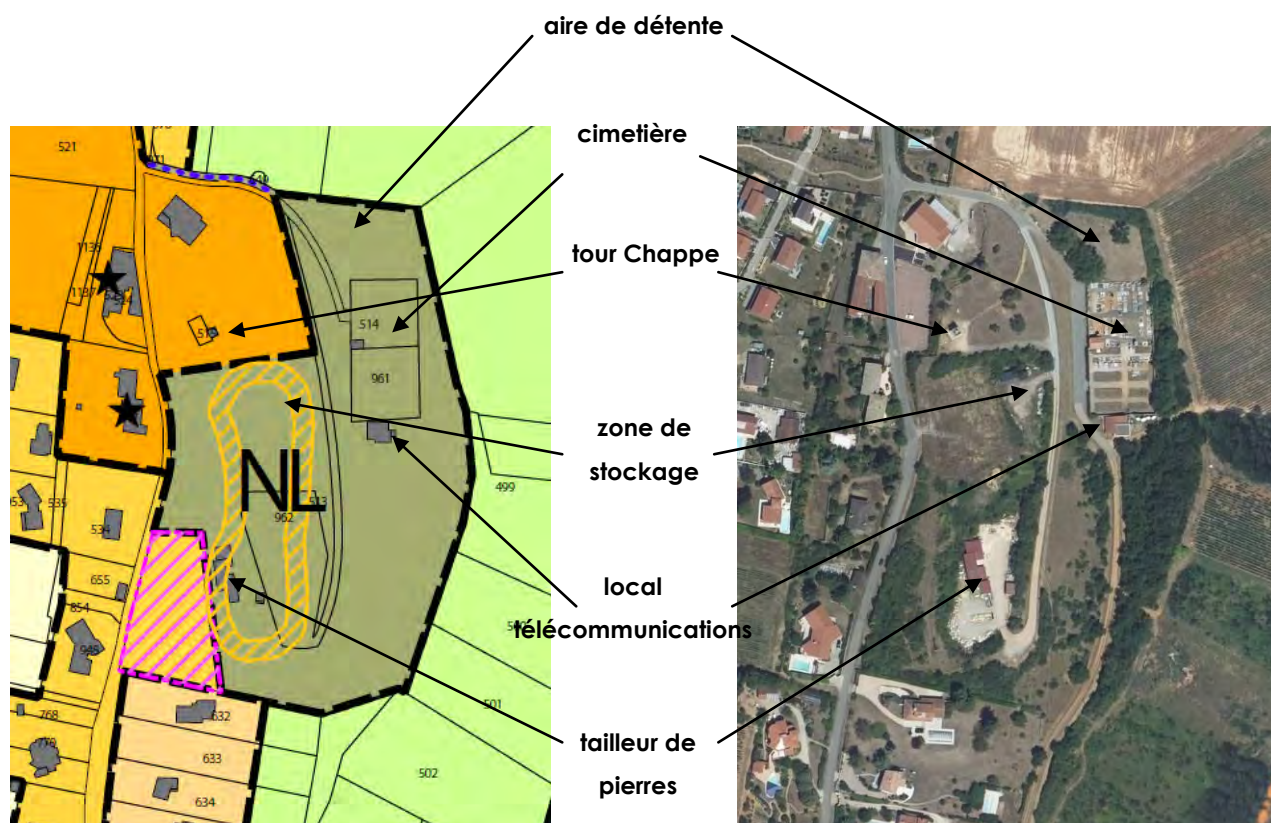 aire de détente
cimetière
tour Chappe
zone de
stockage
local
télécommunications
tailleur de
pierres
521
1136
1137
514
961
NL
513
962
499
535
534
655
854
945
768
632
633
634
501
502